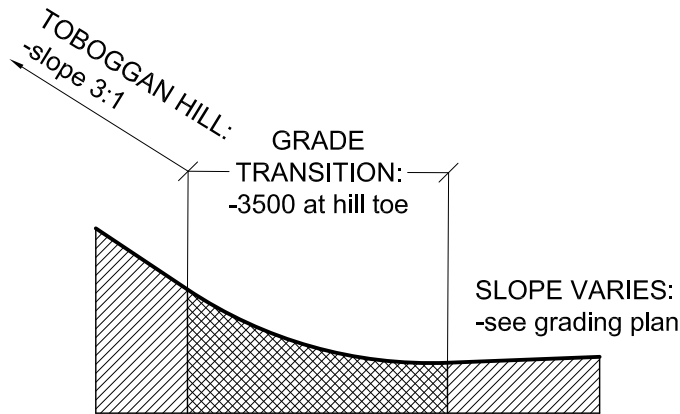 TOBOGGAN HILL:
-slope 3:1
GRADE
TRANSITION:
-3500 at hill toe
SLOPE VARIES:
-see grading plan